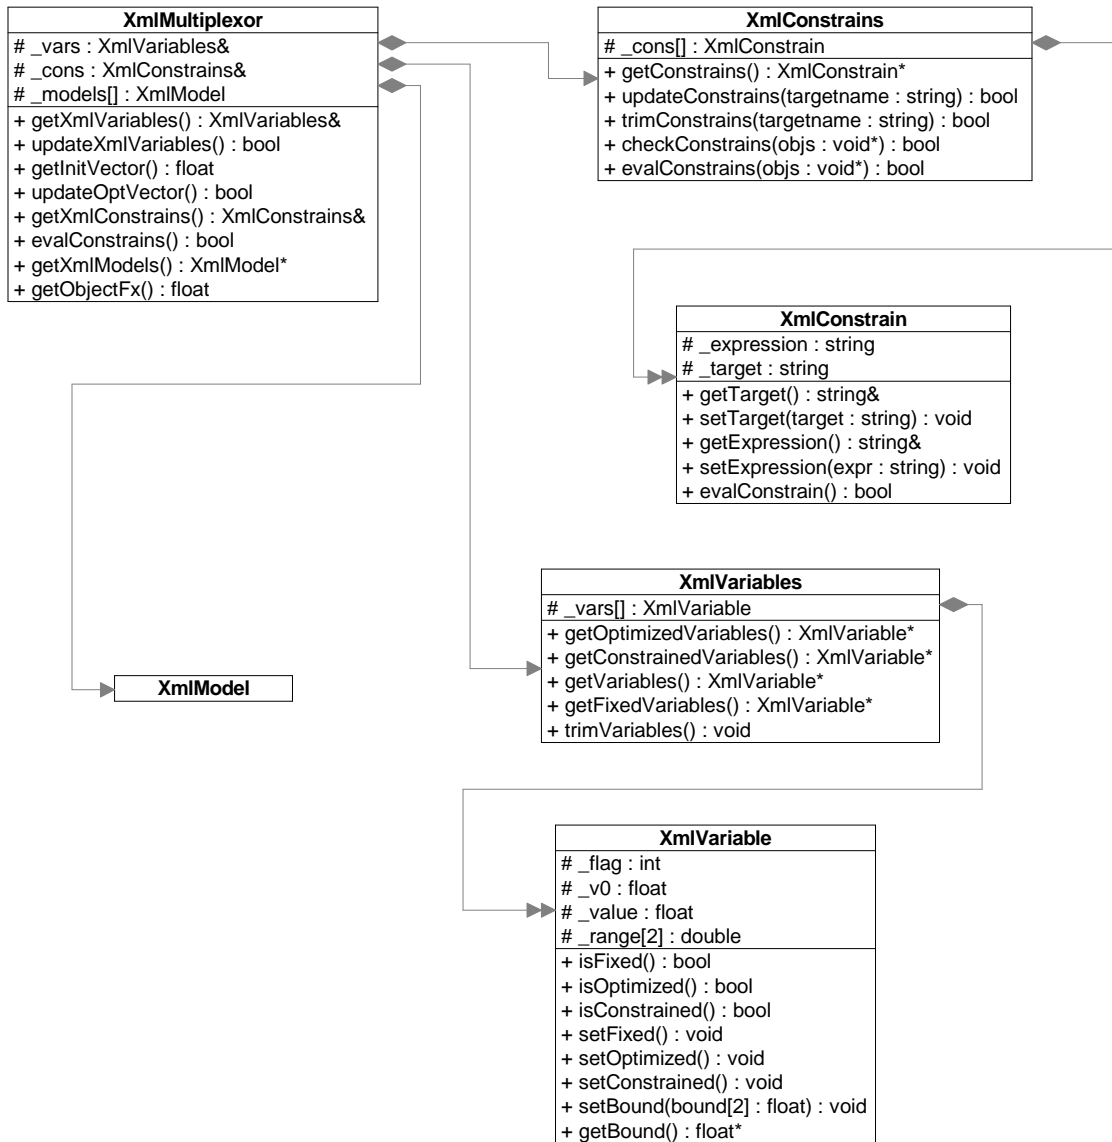 XmlMultiplexor
# _vars : XmlVariables&
# _cons : XmlConstrains&
# _models[] : XmlModel
+ getXmlVariables() : XmlVariables&
+ updateXmlVariables() : bool
+ getInitVector() : float
+ updateOptVector() : bool
+ getXmlConstrains() : XmlConstrains&
+ evalConstrains() : bool
+ getXmlModels() : XmlModel*
+ getObjectFx() : float
XmlConstrains
# _cons[] : XmlConstrain
+ getConstrains() : XmlConstrain*
+ updateConstrains(targetname : string) : bool
+ trimConstrains(targetname : string) : bool
+ checkConstrains(objs : void*) : bool
+ evalConstrains(objs : void*) : bool
XmlConstrain
# _expression : string
# _target : string
+ getTarget() : string&
+ setTarget(target : string) : void
+ getExpression() : string&
+ setExpression(expr : string) : void
+ evalConstrain() : bool
XmlVariables
# _vars[] : XmlVariable
+ getOptimizedVariables() : XmlVariable*
+ getConstrainedVariables() : XmlVariable*
+ getVariables() : XmlVariable*
+ getFixedVariables() : XmlVariable*
+ trimVariables() : void
XmlModel
XmlVariable
# _flag : int
# _v0 : float
# _value : float
# _range[2] : double
+ isFixed() : bool
+ isOptimized() : bool
+ isConstrained() : bool
+ setFixed() : void
+ setOptimized() : void
+ setConstrained() : void
+ setBound(bound[2] : float) : void
+ getBound() : float*